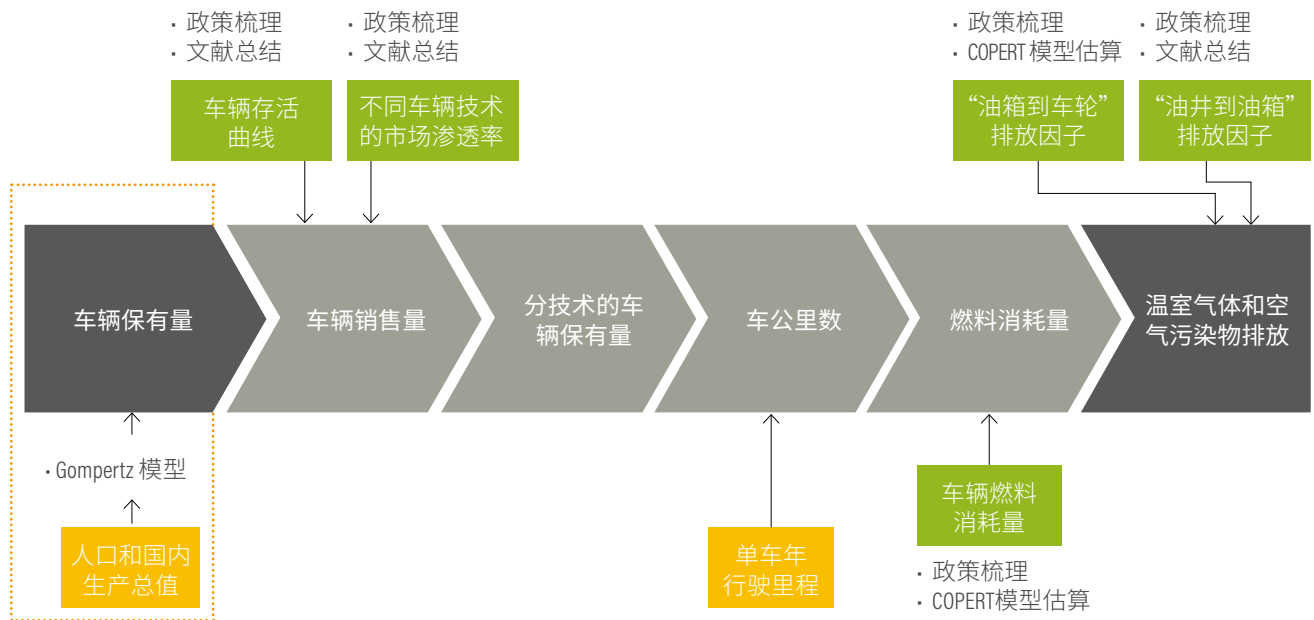 · 政策梳理
· 文献总结
· 政策梳理
· 文献总结
· 政策梳理
· COPERT 模型估算
· 政策梳理
· 文献总结
车辆存活
曲线
不同车辆技术
的市场渗透率
“油箱到车轮”
排放因子
“油井到油箱”
排放因子
车辆保有量
车辆销售量
分技术的车
辆保有量
车公里数
燃料消耗量
温室气体和空
气污染物排放
· Gompertz 模型
人口和国内
生产总值
单车年
行驶里程
车辆燃料
消耗量
· 政策梳理
· COPERT模型估算